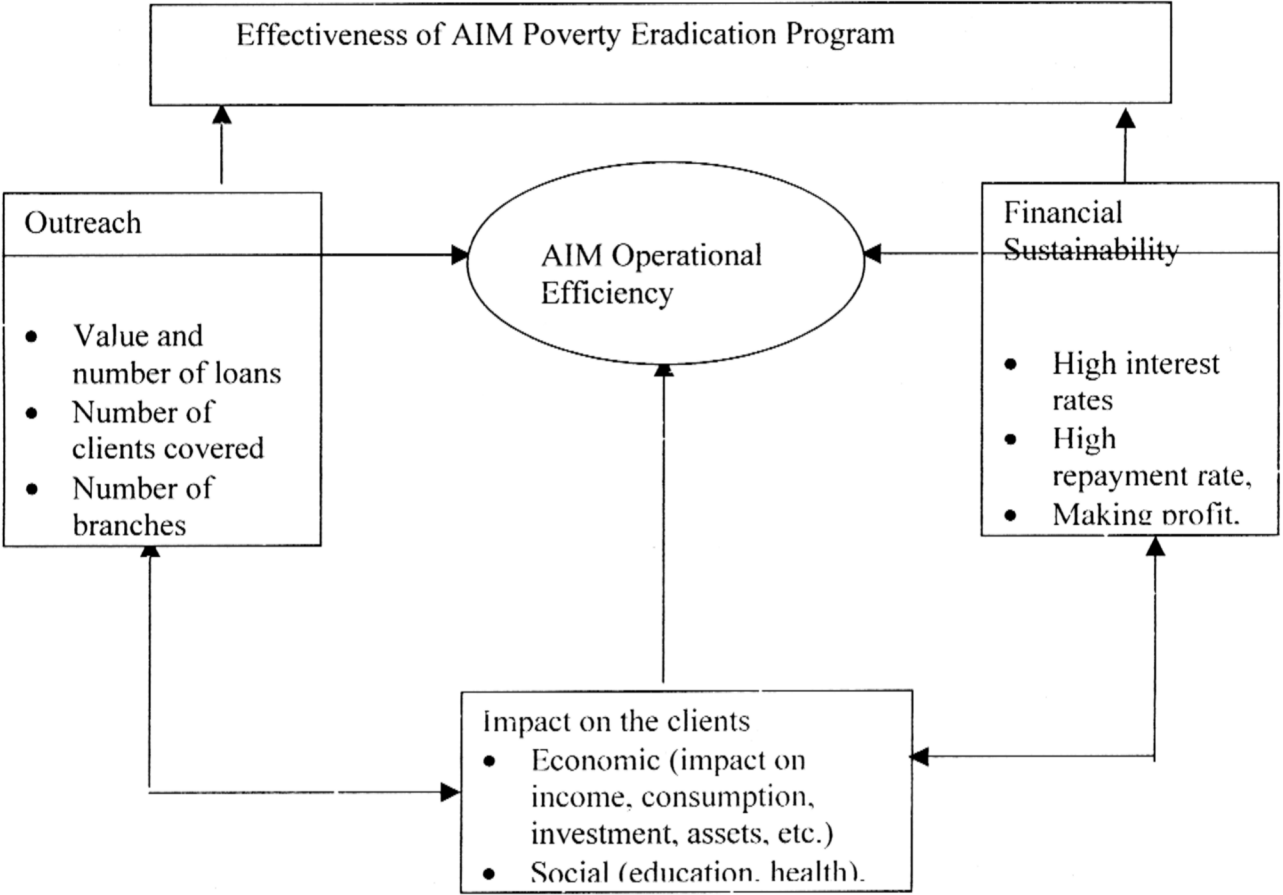 Effectiveness of AIM Poverty Eradication Program
Outreach
• Value and
number of loans
• Number of
clients covered
• Number of
branches
AIM Operational
Efficiency
Financial
Sustainability
• High interest
rates
• High
repayment rate,
• Making profit.
Impact on the clients
• Economic (impact on
income, consumption,
investment, assets, etc.)
• Social (education, health).